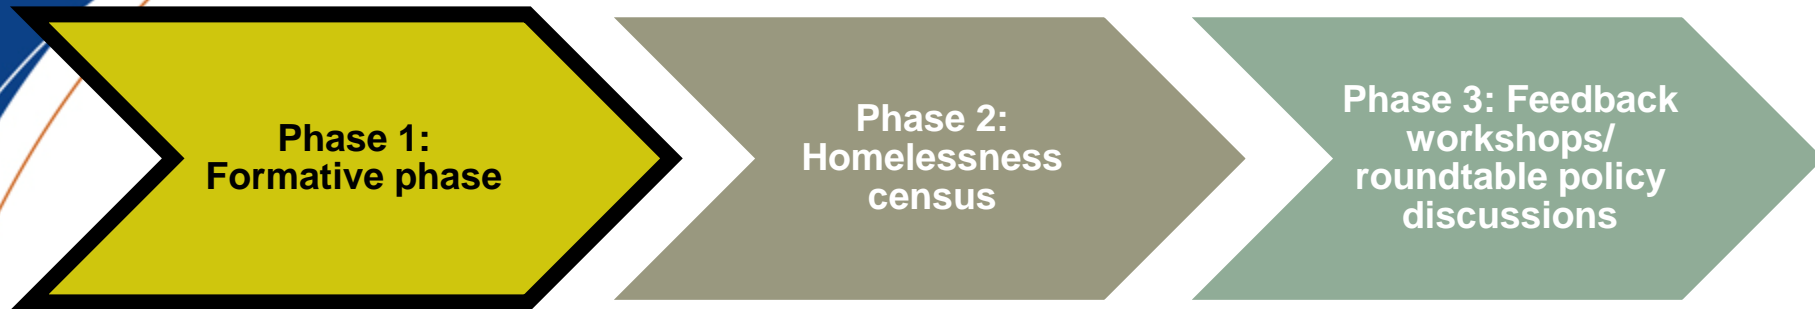 Phase 1:
Formative phase
Phase 2:
Homelessness
census
Phase 3: Feedback
workshops/
roundtable policy
discussions